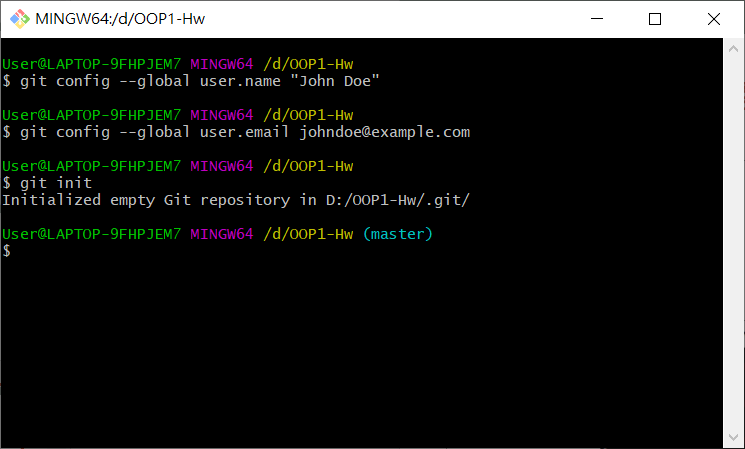 MINGW64:/d/OOP1-Hw
User@LAPTOP-9FHPJEM7 MINGW64 /d/OOP1-Hw
$ git config --global user.name "John Doe"
User@LAPTOP-9FHPJEM7 MINGW64 /d/OOP1-Hw
$ git config --global user.email johndoe@example.com
User@LAPTOP-9FHPJEM7 MINGW64 /d/OOP1-Hw
$ git init
Initialized empty Git repository in D:/OOP1-Hw/.git/
User@LAPTOP-9FHPJEM7 MINGW64 /d/OOP1-Hw (master)
$